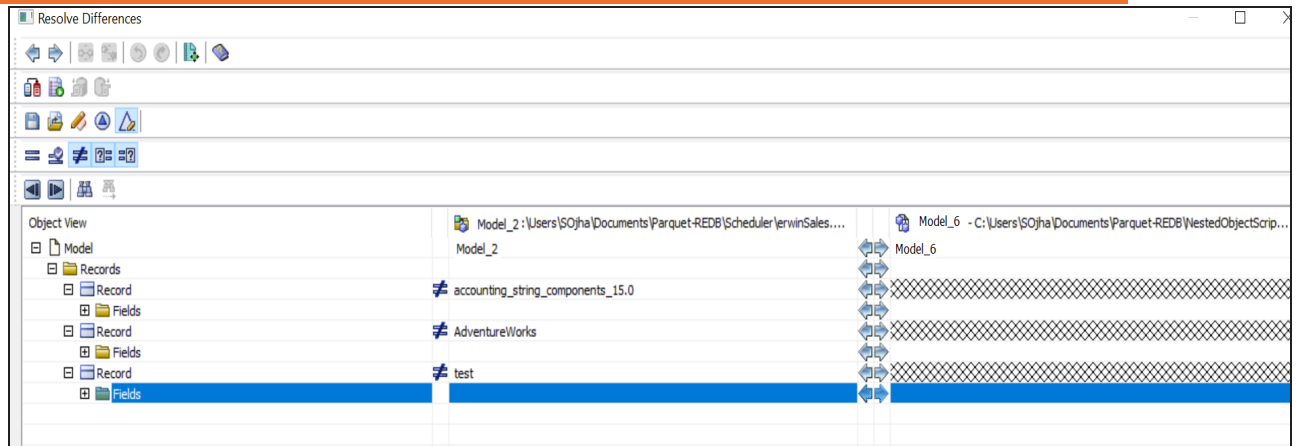 Resolve Differences
Object View Model_2 :\Users\SOjha\Documents\Parquet-REDB\Scheduler\erwinSales.... Model_6 - C:\Users\SOjha\Documents\Parquet-REDB\NestedObjectScrip...
Model Model_2 Model_6
Records
Record accounting_string_components_15.0
Fields
Record AdventureWorks
Fields
Record test
Fields